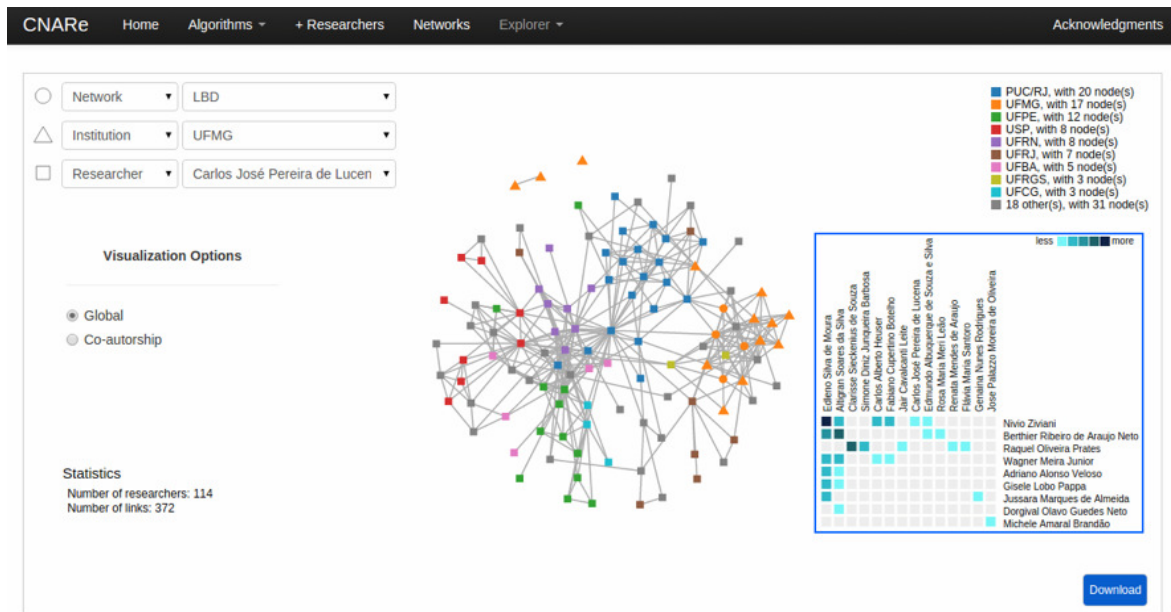 CNARe Home Algorithms + Researchers Networks Explorer Acknowledgments
Network LBD
Institution UFMG
Researcher Carlos José Pereira de Lucen
Visualization Options
Global
Co-autorship
Statistics
Number of researchers: 114
Number of links: 372
PUC/RJ, with 20 node(s)
UFMG, with 17 node(s)
UFPE, with 12 node(s)
USP, with 8 node(s)
UFRN, with 8 node(s)
UFRJ, with 7 node(s)
UFBA, with 5 node(s)
UFRGS, with 3 node(s)
UFCG, with 3 node(s)
18 other(s), with 31 node(s)
less more
Edleno Silva de Moura
Altigran Soares da Silva
Clarisse Sieckenius de Souza
Simone Diniz Junqueira Barbosa
Carlos Alberto Heuser
Fabiano Cupertino Botelho
Jair Cavalcanti Leite
Carlos José Pereira de Lucena
Edmundo Albuquerque de Souza e Silva
Rosa Maria Meri Leão
Renata Mendes de Araujo
Flávia Maria Santoro
Genaina Nunes Rodrigues
Jose Palazzo Moreira de Oliveira
Nivio Ziviani
Berthier Ribeiro de Araujo Neto
Raquel Oliveira Prates
Wagner Meira Junior
Adriano Alonso Veloso
Gisele Lobo Pappa
Jussara Marques de Almeida
Dorgival Olavo Guedes Neto
Michele Amaral Brandão
Download